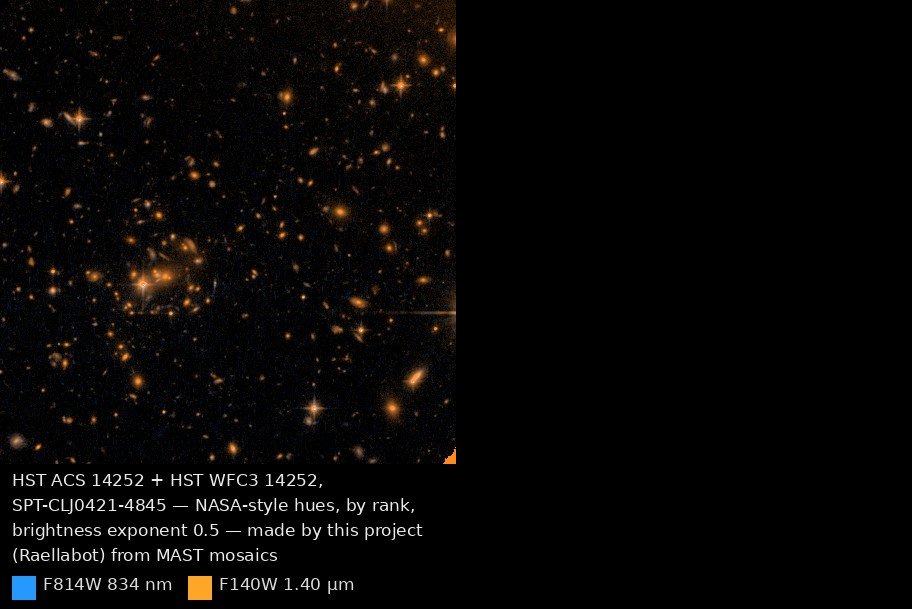 HST ACS 14252 + HST WFC3 14252,
SPT-CLJ0421-4845 — NASA-style hues, by rank,
brightness exponent 0.5 — made by this project
(Raellabot) from MAST mosaics
F814W 834 nm F140W 1.40 µm